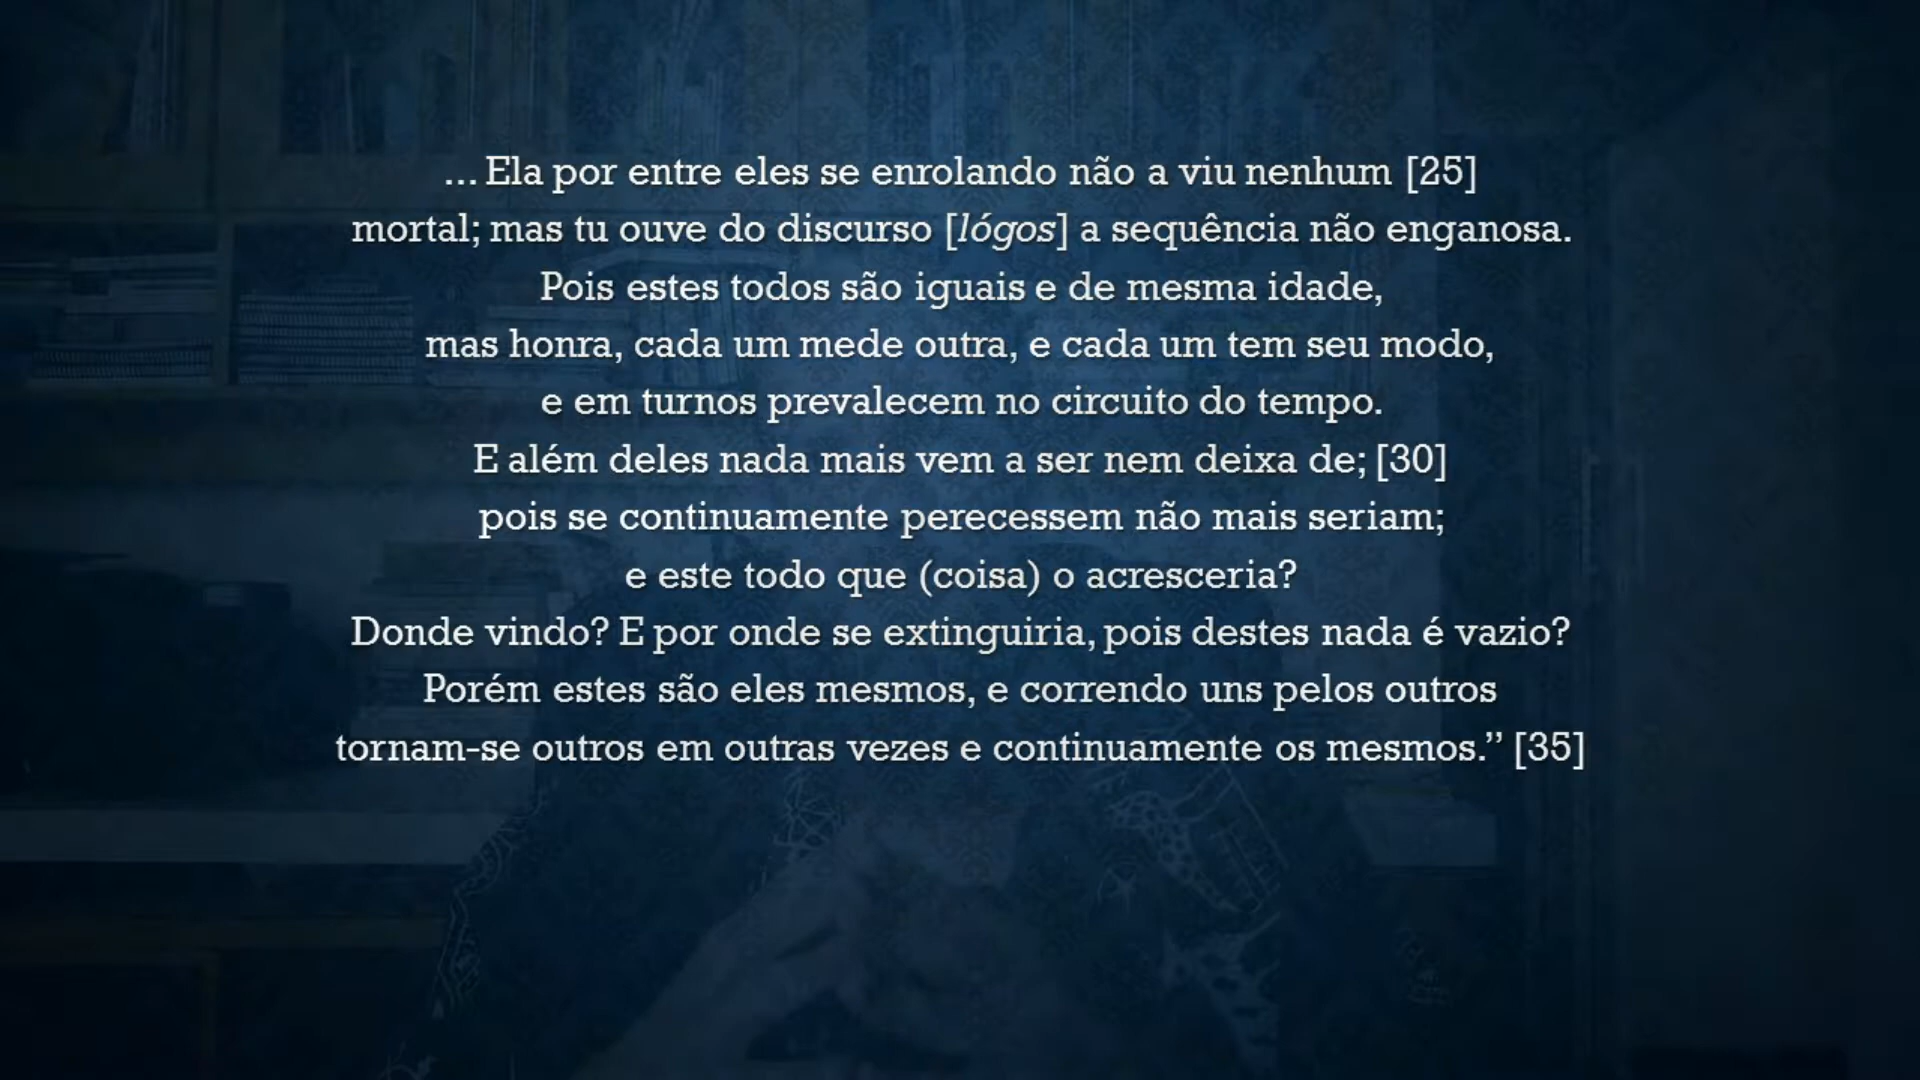 ... Ela por entre eles se enrolando não a viu nenhum [25]
mortal; mas tu ouve do discurso [lógos] a sequência não enganosa.
Pois estes todos são iguais e de mesma idade,
mas honra, cada um mede outra, e cada um tem seu modo,
e em turnos prevalecem no circuito do tempo.
E além deles nada mais vem a ser nem deixa de; [30]
pois se continuamente perecessem não mais seriam;
e este todo que (coisa) o acresceria?
Donde vindo? E por onde se extinguiria, pois destes nada é vazio?
Porém estes são eles mesmos, e correndo uns pelos outros
tornam-se outros em outras vezes e continuamente os mesmos.” [35]